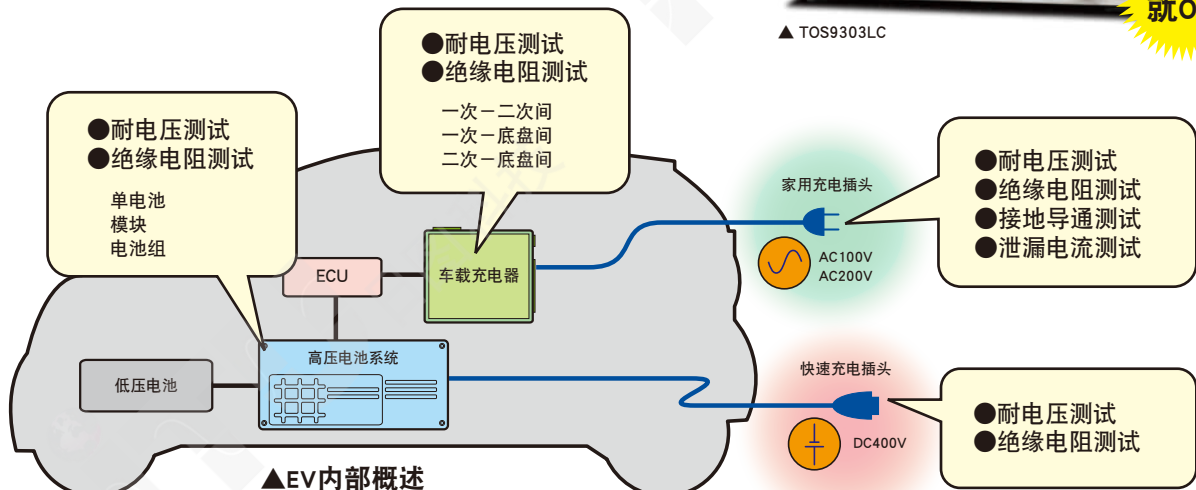 就O
▲ TOS9303LC
●耐电压测试
●绝缘电阻测试
一次－二次间
一次－底盘间
二次－底盘间
●耐电压测试
●绝缘电阻测试
单电池
模块
电池组
家用充电插头
AC100V
AC200V
●耐电压测试
●绝缘电阻测试
●接地导通测试
●泄漏电流测试
ECU
车载充电器
高压电池系统
低压电池
快速充电插头
DC400V
●耐电压测试
●绝缘电阻测试
▲EV内部概述